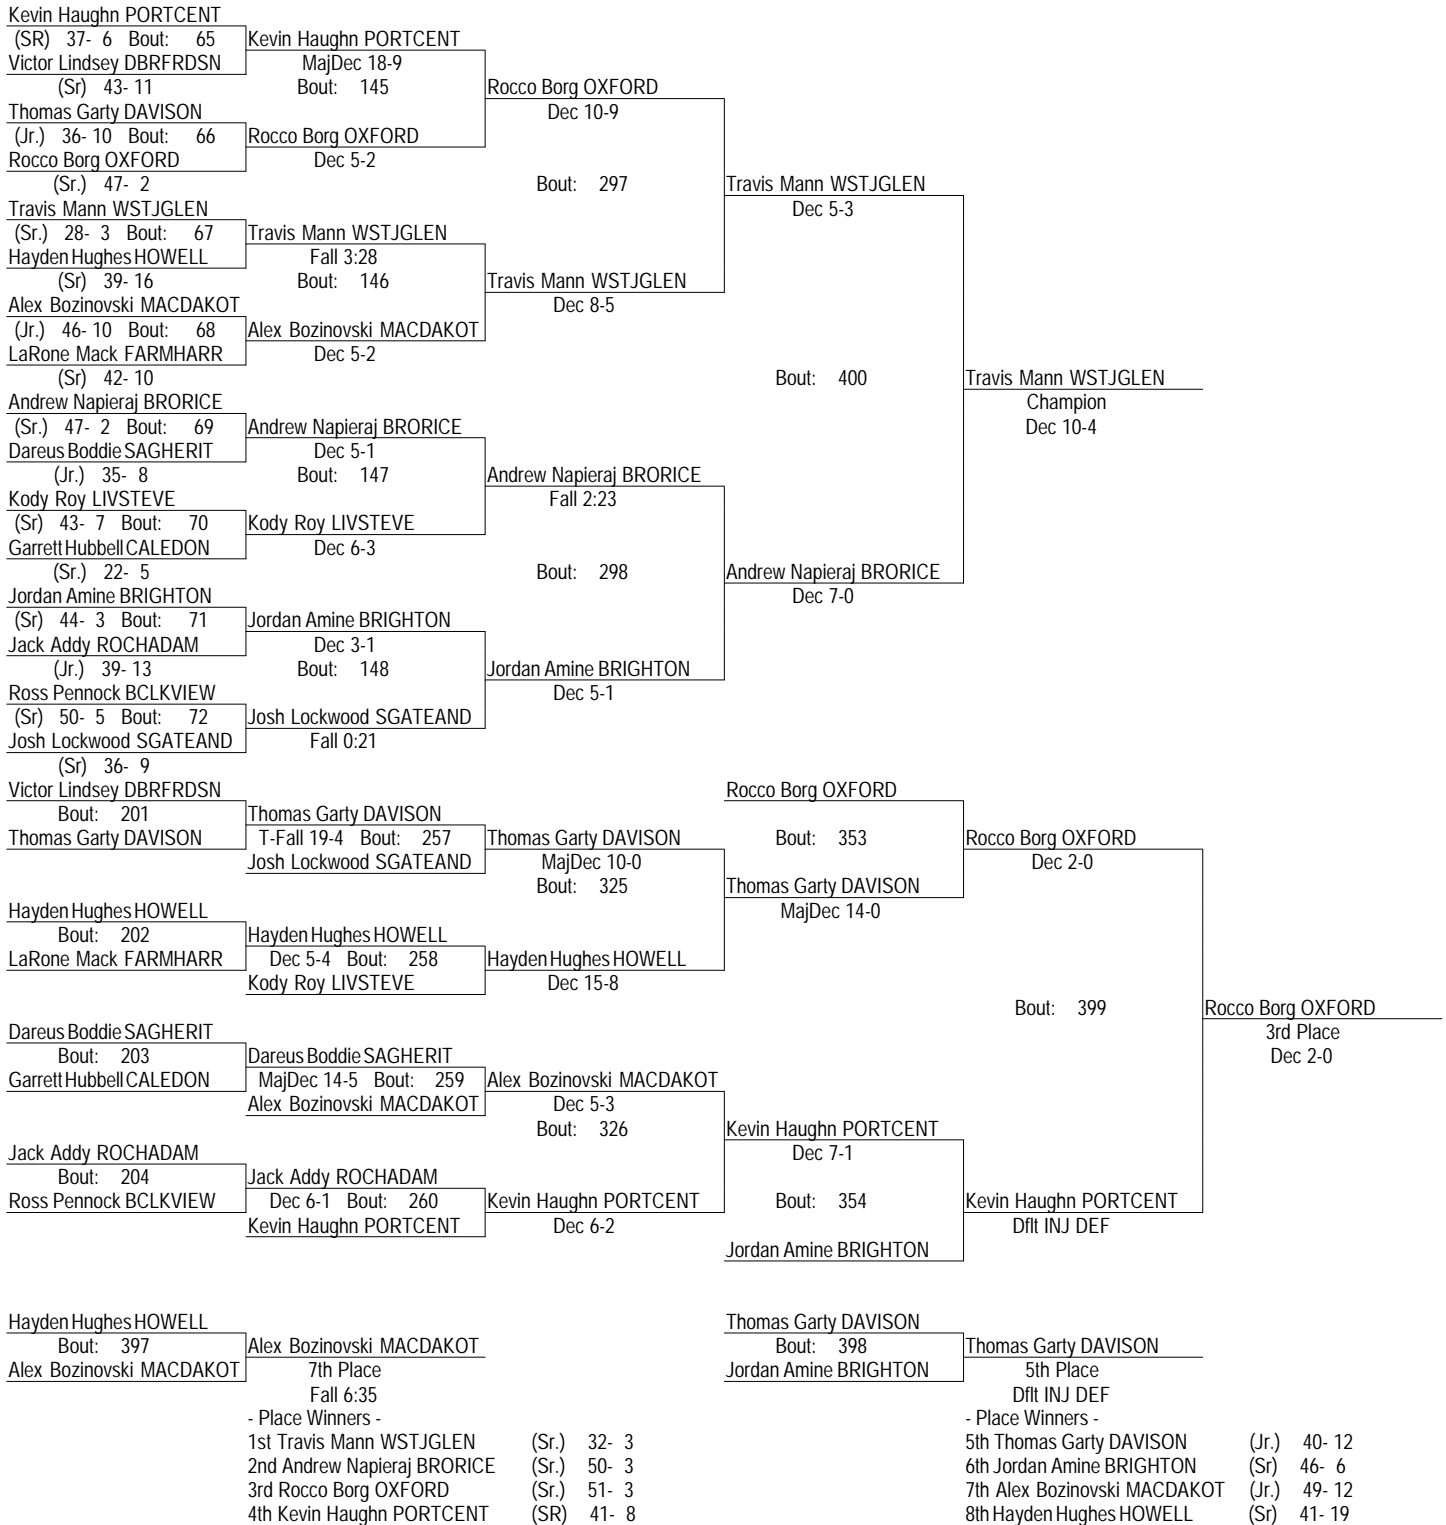 Kevin Haughn PORTCENT
(SR) 37- 6 Bout: 65 Kevin Haughn PORTCENT
Victor Lindsey DBRFRDSN MajDec 18-9
(Sr) 43- 11 Bout: 145 Rocco Borg OXFORD
Thomas Garty DAVISON Dec 10-9
(Jr.) 36- 10 Bout: 66 Rocco Borg OXFORD
Rocco Borg OXFORD Dec 5-2
(Sr.) 47- 2 Bout: 297 Travis Mann WSTJGLEN
Travis Mann WSTJGLEN Dec 5-3
(Sr.) 28- 3 Bout: 67 Travis Mann WSTJGLEN
Hayden Hughes HOWELL Fall 3:28
(Sr) 39- 16 Bout: 146 Travis Mann WSTJGLEN
Alex Bozinovski MACDAKOT Dec 8-5
(Jr.) 46- 10 Bout: 68 Alex Bozinovski MACDAKOT
LaRone Mack FARMHARR Dec 5-2
(Sr) 42- 10 Bout: 400 Travis Mann WSTJGLEN
Andrew Napieraj BRORICE Champion
(Sr.) 47- 2 Bout: 69 Andrew Napieraj BRORICE Dec 10-4
Dareus Boddie SAGHERIT Dec 5-1
(Jr.) 35- 8 Bout: 147 Andrew Napieraj BRORICE
Kody Roy LIVSTEVE Fall 2:23
(Sr) 43- 7 Bout: 70 Kody Roy LIVSTEVE
Garrett Hubbell CALEDON Dec 6-3
(Sr.) 22- 5 Bout: 298 Andrew Napieraj BRORICE
Jordan Amine BRIGHTON Dec 7-0
(Sr) 44- 3 Bout: 71 Jordan Amine BRIGHTON
Jack Addy ROCHADAM Dec 3-1
(Jr.) 39- 13 Bout: 148 Jordan Amine BRIGHTON
Ross Pennock BCLKVIEW Dec 5-1
(Sr) 50- 5 Bout: 72 Josh Lockwood SGATEAND
Josh Lockwood SGATEAND Fall 0:21
(Sr) 36- 9
Victor Lindsey DBRFRDSN Rocco Borg OXFORD
Bout: 201 Thomas Garty DAVISON
Thomas Garty DAVISON T-Fall 19-4 Bout: 257 Thomas Garty DAVISON Bout: 353 Rocco Borg OXFORD
Josh Lockwood SGATEAND MajDec 10-0 Dec 2-0
Bout: 325 Thomas Garty DAVISON
Hayden Hughes HOWELL MajDec 14-0
Bout: 202 Hayden Hughes HOWELL
LaRone Mack FARMHARR Dec 5-4 Bout: 258 Hayden Hughes HOWELL
Kody Roy LIVSTEVE Dec 15-8
Bout: 399 Rocco Borg OXFORD
Dareus Boddie SAGHERIT 3rd Place
Bout: 203 Dareus Boddie SAGHERIT Dec 2-0
Garrett Hubbell CALEDON MajDec 14-5 Bout: 259 Alex Bozinovski MACDAKOT
Alex Bozinovski MACDAKOT Dec 5-3
Bout: 326 Kevin Haughn PORTCENT
Jack Addy ROCHADAM Dec 7-1
Bout: 204 Jack Addy ROCHADAM
Ross Pennock BCLKVIEW Dec 6-1 Bout: 260 Kevin Haughn PORTCENT Bout: 354 Kevin Haughn PORTCENT
Kevin Haughn PORTCENT Dec 6-2 Dflt INJ DEF
Jordan Amine BRIGHTON
Hayden Hughes HOWELL Thomas Garty DAVISON
Bout: 397 Alex Bozinovski MACDAKOT Bout: 398 Thomas Garty DAVISON
Alex Bozinovski MACDAKOT 7th Place Jordan Amine BRIGHTON 5th Place
Fall 6:35 Dflt INJ DEF
- Place Winners - - Place Winners -
1st Travis Mann WSTJGLEN (Sr.) 32- 3 5th Thomas Garty DAVISON (Jr.) 40- 12
2nd Andrew Napieraj BRORICE (Sr.) 50- 3 6th Jordan Amine BRIGHTON (Sr) 46- 6
3rd Rocco Borg OXFORD (Sr.) 51- 3 7th Alex Bozinovski MACDAKOT (Jr.) 49- 12
4th Kevin Haughn PORTCENT (SR) 41- 8 8th Hayden Hughes HOWELL (Sr) 41- 19